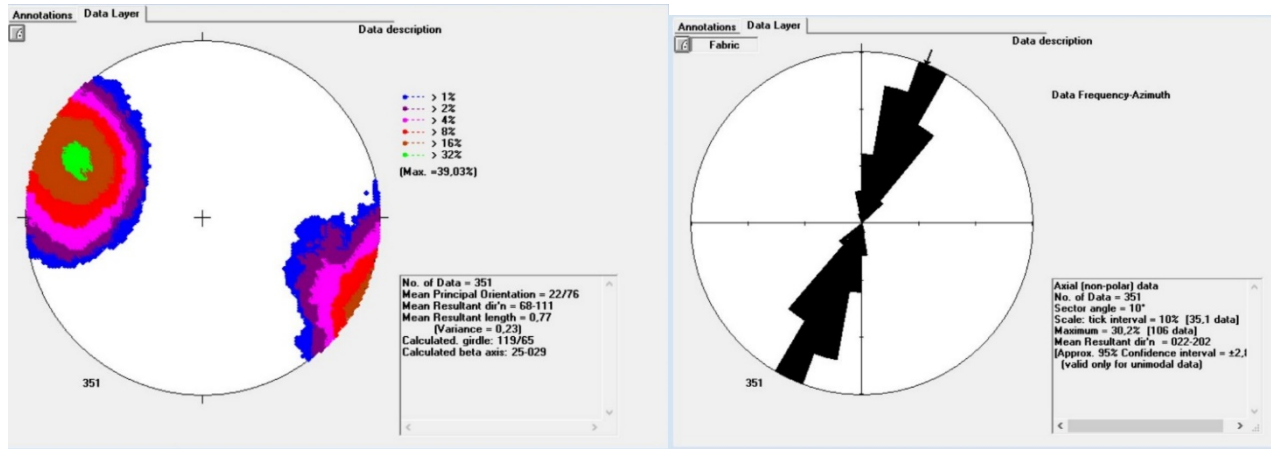 Annotations Data Layer
Data description
> 1%
> 2%
> 4%
> 8%
> 16%
> 32%
(Max. =39,03%)
No. of Data = 351
Mean Principal Orientation = 22/76
Mean Resultant dir'n = 68-111
Mean Resultant length = 0,77
(Variance = 0,23)
Calculated. girdle: 119/65
Calculated beta axis: 25-029
351
Annotations Data Layer
Fabric
Data description
Data Frequency-Azimuth
Axial (non-polar) data
No. of Data = 351
Sector angle = 10°
Scale: tick interval = 10% [35,1 data]
Maximum = 30,2% [106 data]
Mean Resultant dir'n = 022-202
[Approx. 95% Confidence interval = ±2,
(valid only for unimodal data)
351